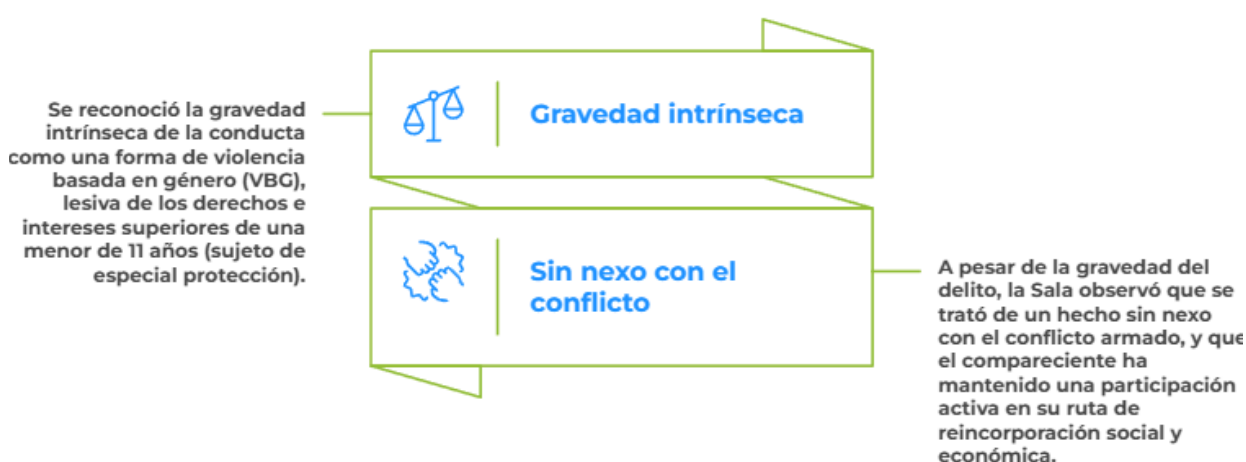 Se reconoció la gravedad
intrínseca de la conducta
como una forma de violencia
basada en género (VBG),
lesiva de los derechos e
intereses superiores de una
menor de 11 años (sujeto de
especial protección).
Gravedad intrínseca
Sin nexo con el
conflicto
A pesar de la gravedad del
delito, la Sala observó que se
trató de un hecho sin nexo
con el conflicto armado, y que
el compareciente ha
mantenido una participación
activa en su ruta de
reincorporación social y
económica.